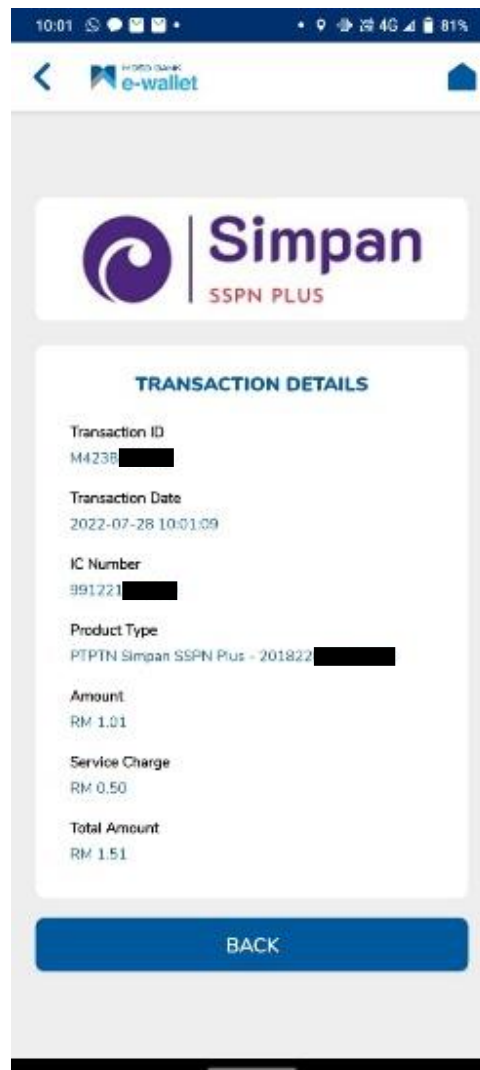 10:01 4G 81%
e-wallet
Simpan
SSPN PLUS
TRANSACTION DETAILS
Transaction ID
M4238
Transaction Date
2022-07-28 10:01:09
IC Number
991221
Product Type
PTPTN Simpan SSPN Plus - 201822
Amount
RM 1.01
Service Charge
RM 0.50
Total Amount
RM 1.51
BACK